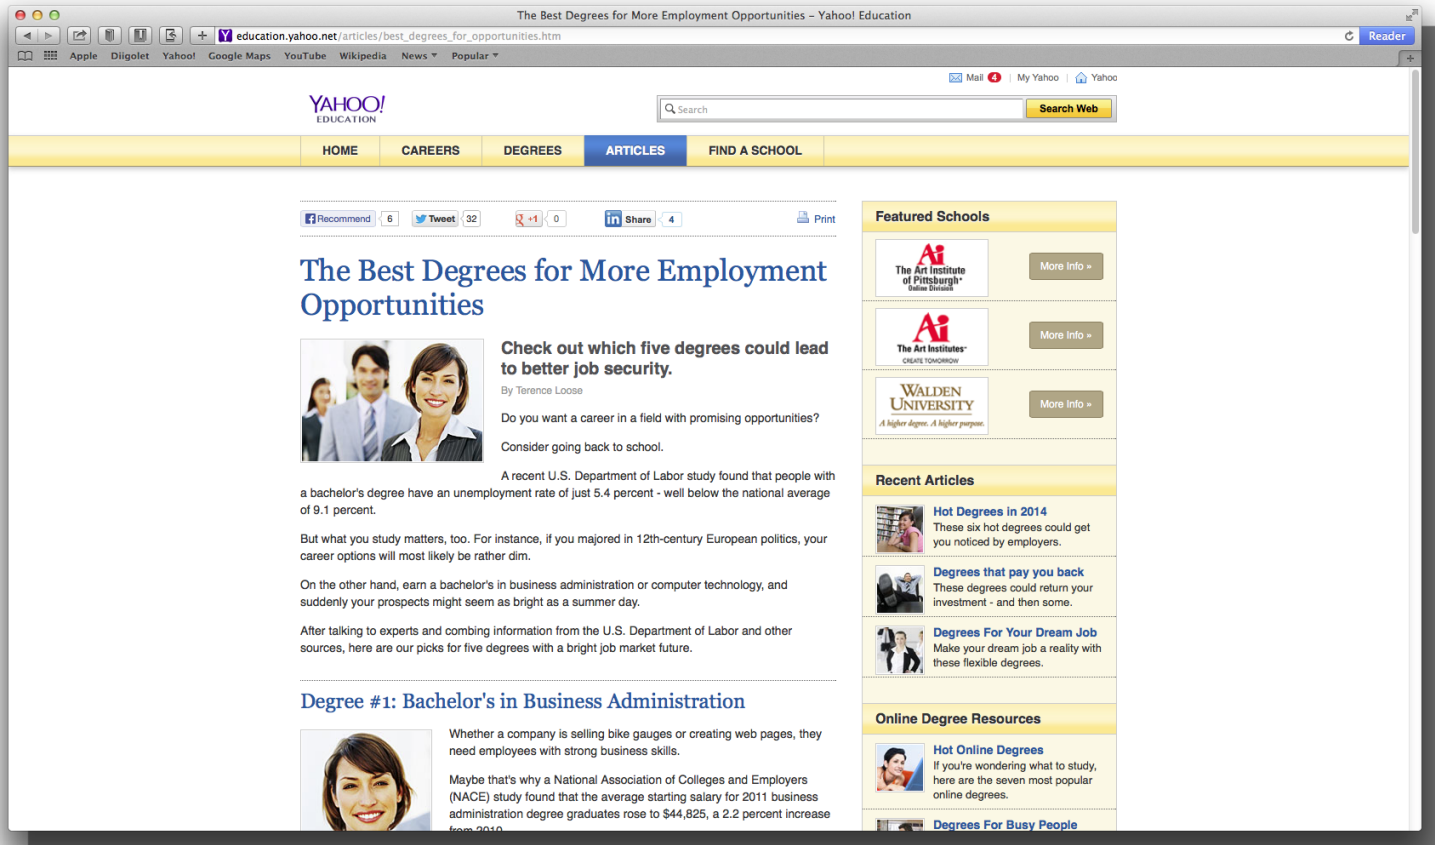 The Best Degrees for More Employment Opportunities – Yahoo! Education
education.yahoo.net/articles/best_degrees_for_opportunities.htm
Reader
Apple Diigolet Yahoo! Google Maps YouTube Wikipedia News Popular
Mail 4 My Yahoo Yahoo
YAHOO!
EDUCATION
Search
Search Web
HOME CAREERS DEGREES ARTICLES FIND A SCHOOL
Recommend 6 Tweet 32 +1 0 in Share 4 Print
The Best Degrees for More Employment
Opportunities
Check out which five degrees could lead
to better job security.
By Terence Loose
Do you want a career in a field with promising opportunities?
Consider going back to school.
A recent U.S. Department of Labor study found that people with
a bachelor's degree have an unemployment rate of just 5.4 percent - well below the national average
of 9.1 percent.
But what you study matters, too. For instance, if you majored in 12th-century European politics, your
career options will most likely be rather dim.
On the other hand, earn a bachelor's in business administration or computer technology, and
suddenly your prospects might seem as bright as a summer day.
After talking to experts and combing information from the U.S. Department of Labor and other
sources, here are our picks for five degrees with a bright job market future.
Degree #1: Bachelor's in Business Administration
Whether a company is selling bike gauges or creating web pages, they
need employees with strong business skills.
Maybe that's why a National Association of Colleges and Employers
(NACE) study found that the average starting salary for 2011 business
administration degree graduates rose to $44,825, a 2.2 percent increase
from 2010
Featured Schools
Ai
The Art Institute
of Pittsburgh
Online Division
More Info »
Ai
The Art Institutes
CREATE TOMORROW
More Info »
WALDEN
UNIVERSITY
A higher degree. A higher purpose.
More Info »
Recent Articles
Hot Degrees in 2014
These six hot degrees could get
you noticed by employers.
Degrees that pay you back
These degrees could return your
investment - and then some.
Degrees For Your Dream Job
Make your dream job a reality with
these flexible degrees.
Online Degree Resources
Hot Online Degrees
If you're wondering what to study,
here are the seven most popular
online degrees.
Degrees For Busy People